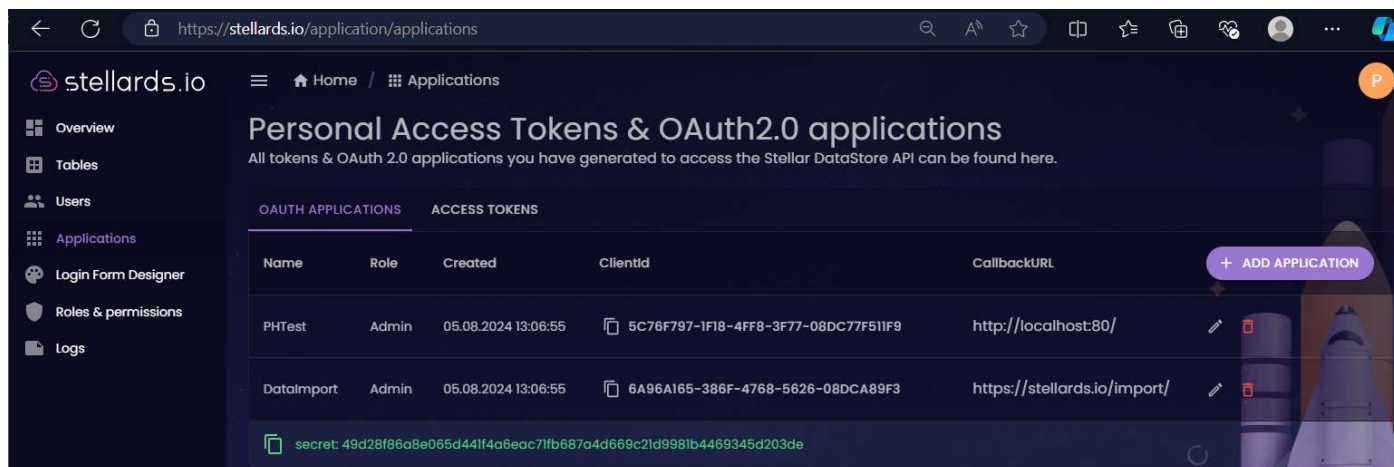 https://stellards.io/application/applications
stellards.io
Home / Applications
P
Overview
Tables
Users
Applications
Login Form Designer
Roles & permissions
Logs
Personal Access Tokens & OAuth2.0 applications
All tokens & OAuth 2.0 applications you have generated to access the Stellar DataStore API can be found here.
OAUTH APPLICATIONS ACCESS TOKENS
Name Role Created ClientId CallbackURL + ADD APPLICATION
PHTest Admin 05.08.2024 13:06:55 5C76F797-1F18-4FF8-3F77-08DC77F511F9 http://localhost:80/
DataImport Admin 05.08.2024 13:06:55 6A96A165-386F-4768-5626-08DCA89F3 https://stellards.io/import/
secret: 49d28f86a8e065d441f4a6eac71fb687a4d669c21d9981b4469345d203de